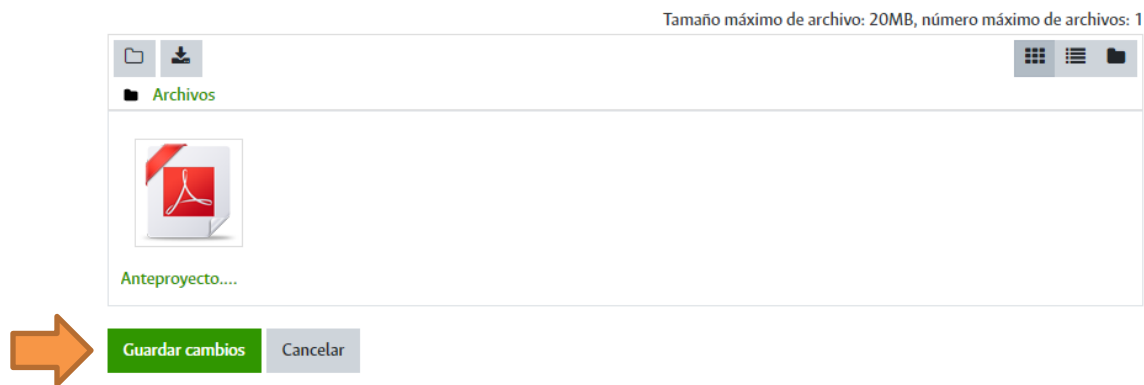 Tamaño máximo de archivo: 20MB, número máximo de archivos: 1
Archivos
Anteproyecto....
Guardar cambios Cancelar